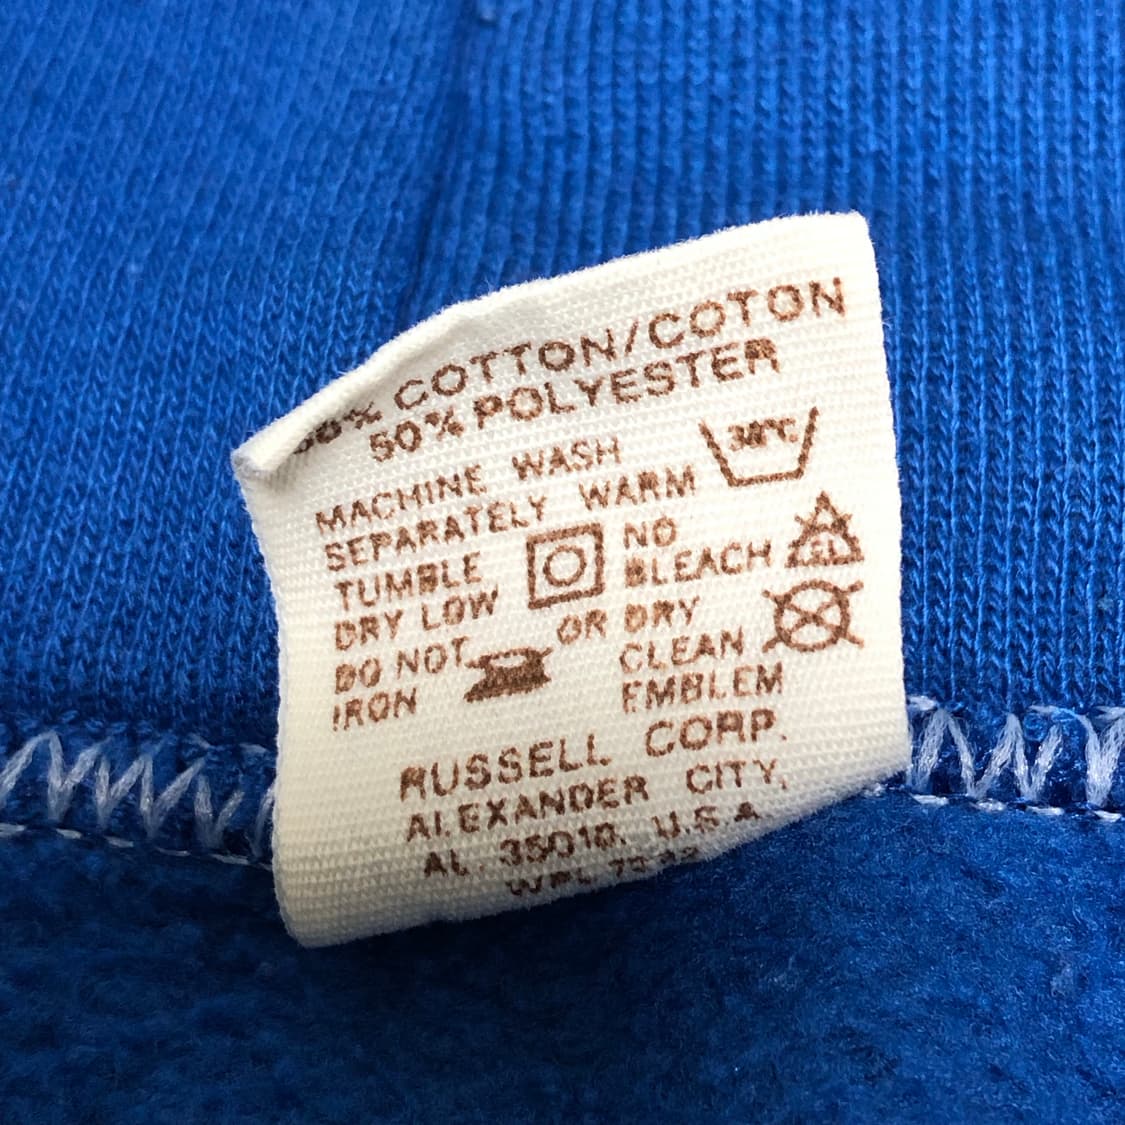 COTTON/COTON
50% POLYESTER
MACHINE WASH
SEPARATELY WARM
TUMBLE
DRY LOW
NO
BLEACH
DO NOT
IRON
OR DRY
CLEAN
EMBLEM
RUSSELL CORP.
ALEXANDER CITY,
AL. 35010. U.S.A.